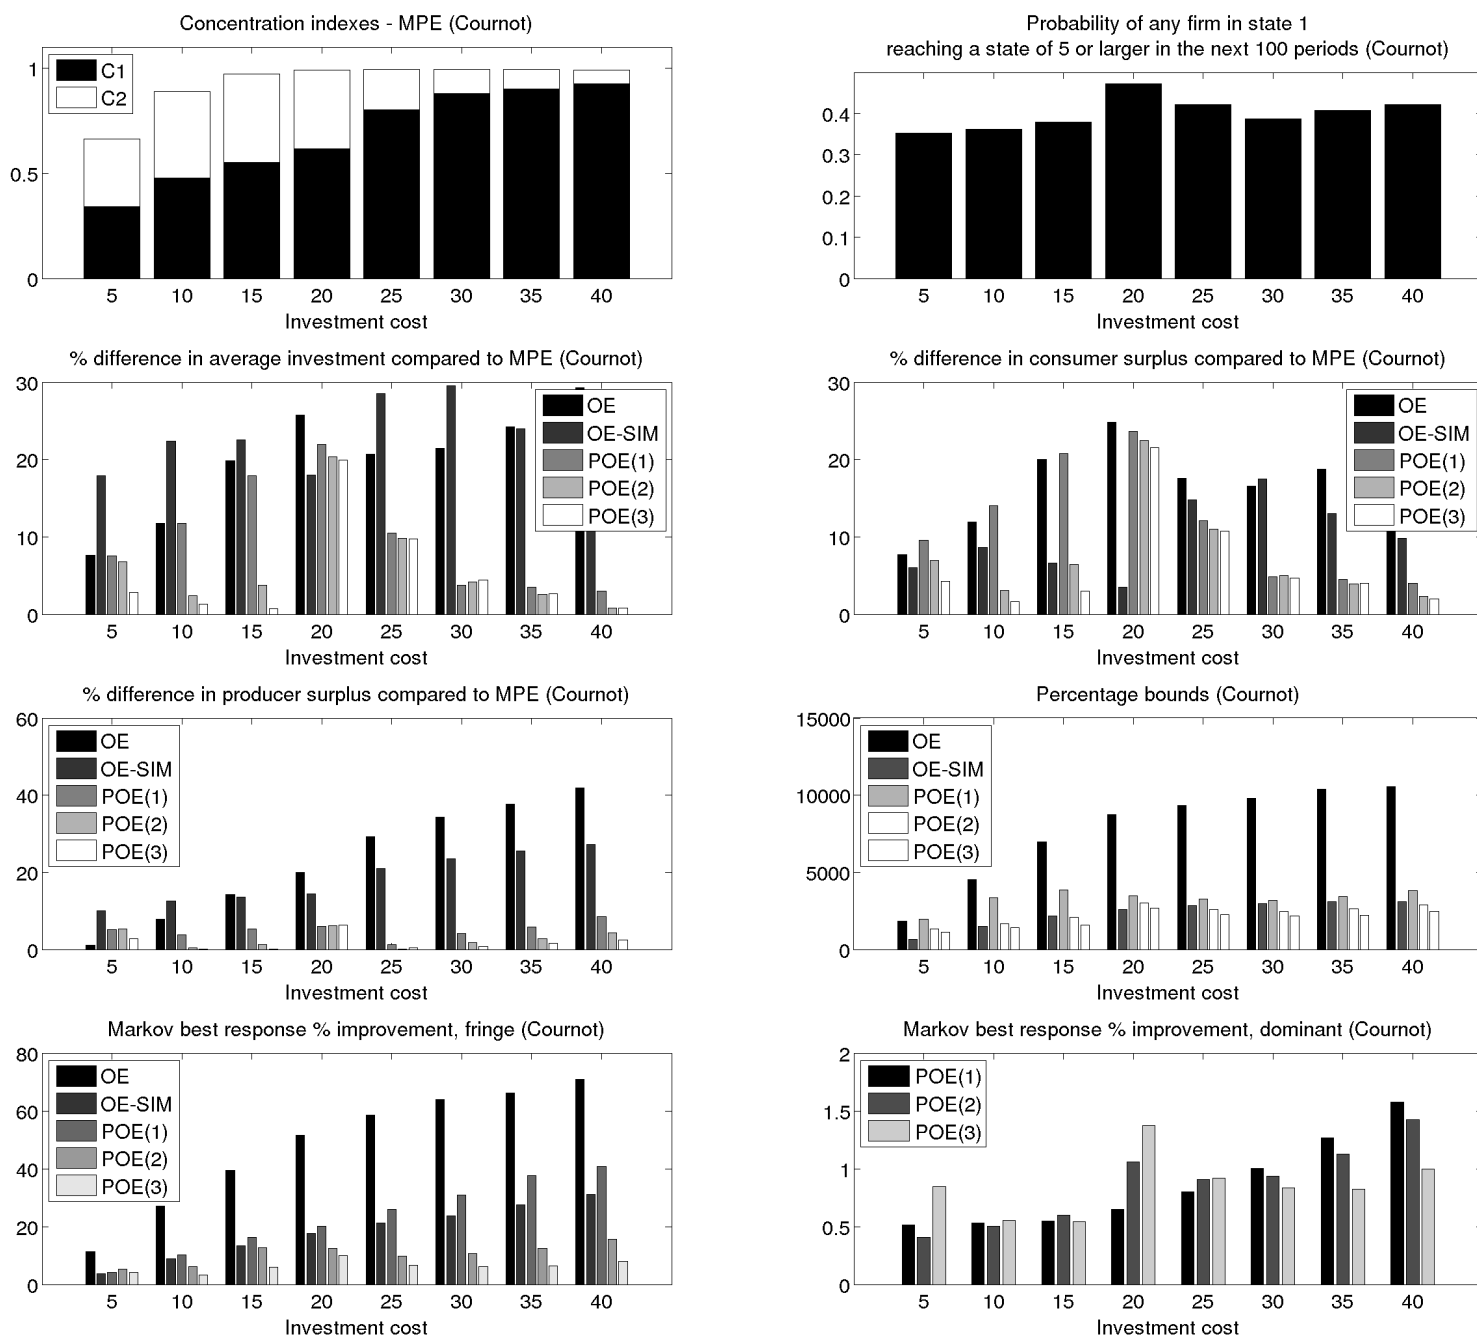 Concentration indexes - MPE (Cournot)
C1
C2
1
0.5
0
5 10 15 20 25 30 35 40
Investment cost
Probability of any firm in state 1
reaching a state of 5 or larger in the next 100 periods (Cournot)
0.4
0.3
0.2
0.1
0
5 10 15 20 25 30 35 40
Investment cost
% difference in average investment compared to MPE (Cournot)
30
20
10
0
OE
OE-SIM
POE(1)
POE(2)
POE(3)
5 10 15 20 25 30 35 40
Investment cost
% difference in consumer surplus compared to MPE (Cournot)
30
20
10
0
OE
OE-SIM
POE(1)
POE(2)
POE(3)
5 10 15 20 25 30 35 40
Investment cost
% difference in producer surplus compared to MPE (Cournot)
60
40
20
0
OE
OE-SIM
POE(1)
POE(2)
POE(3)
5 10 15 20 25 30 35 40
Investment cost
Percentage bounds (Cournot)
15000
10000
5000
0
OE
OE-SIM
POE(1)
POE(2)
POE(3)
5 10 15 20 25 30 35 40
Investment cost
Markov best response % improvement, fringe (Cournot)
80
60
40
20
0
OE
OE-SIM
POE(1)
POE(2)
POE(3)
5 10 15 20 25 30 35 40
Investment cost
Markov best response % improvement, dominant (Cournot)
2
1.5
1
0.5
0
POE(1)
POE(2)
POE(3)
5 10 15 20 25 30 35 40
Investment cost